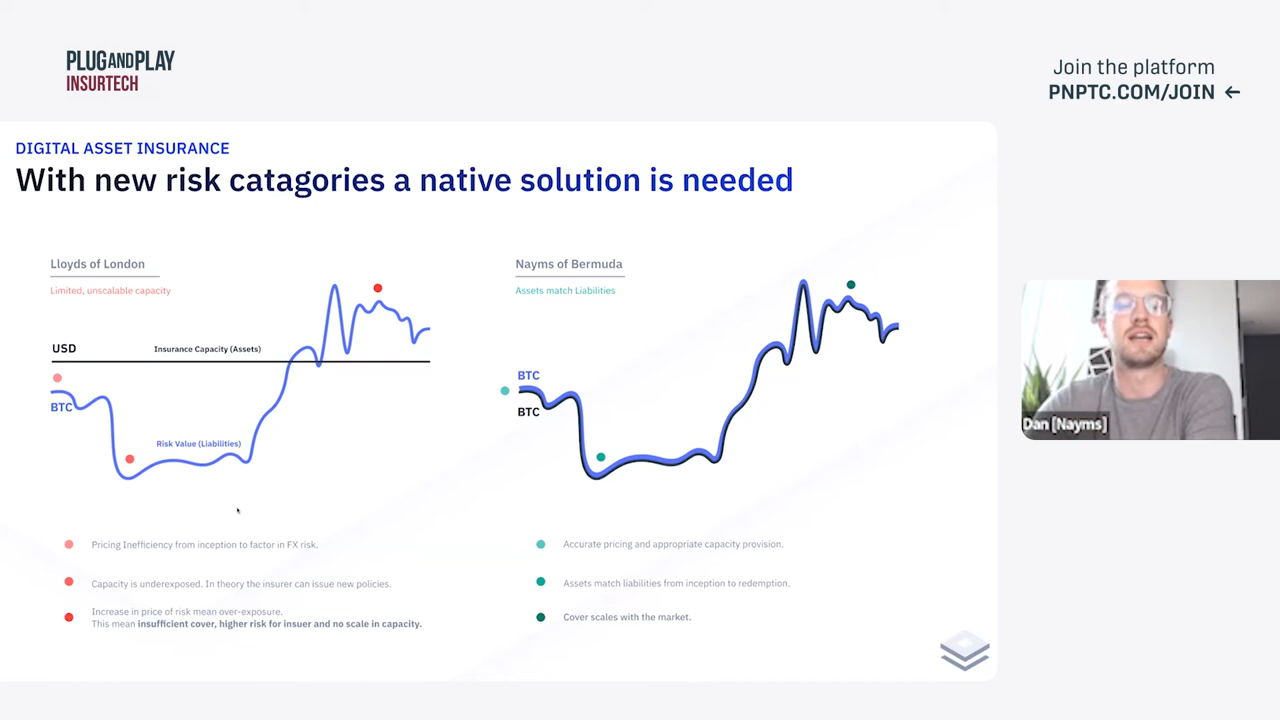 PLUGANDPLAY
INSURTECH
Join the platform
PNPTC.COM/JOIN ←
DIGITAL ASSET INSURANCE
With new risk catagories a native solution is needed
Lloyds of London
Limited, unscalable capacity
USD
Insurance Capacity (Assets)
BTC
Risk Value (Liabilities)
Pricing Inefficiency from inception to factor in FX risk.
Capacity is underexposed. In theory the insurer can issue new policies.
Increase in price of risk mean over-exposure.
This mean insufficient cover, higher risk for insuer and no scale in capacity.
Nayms of Bermuda
Assets match Liabilities
BTC
BTC
Accurate pricing and appropriate capacity provision.
Assets match liabilities from inception to redemption.
Cover scales with the market.
Dan [Nayms]